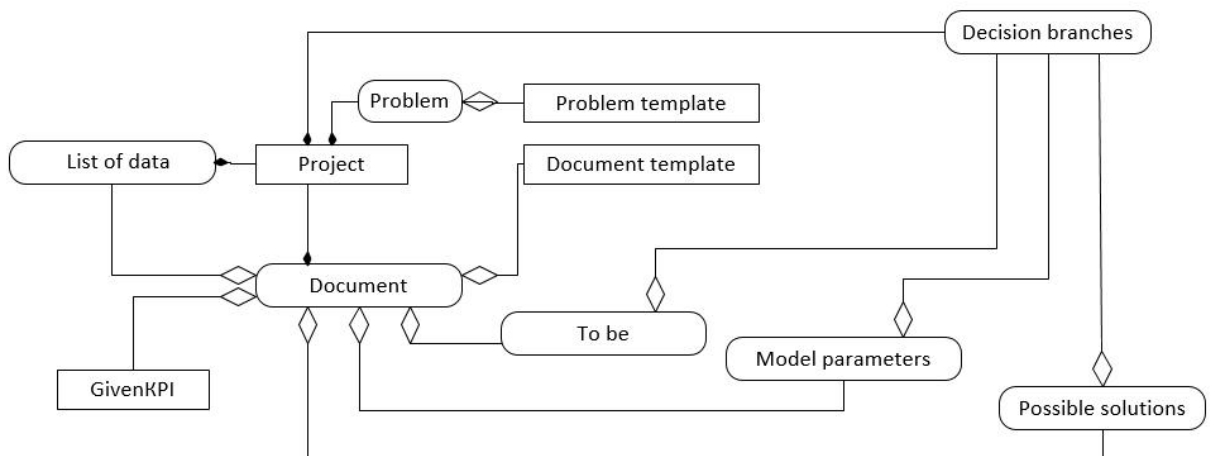 Decision branches
Problem
Problem template
List of data
Project
Document template
Document
To be
Model parameters
GivenKPI
Possible solutions